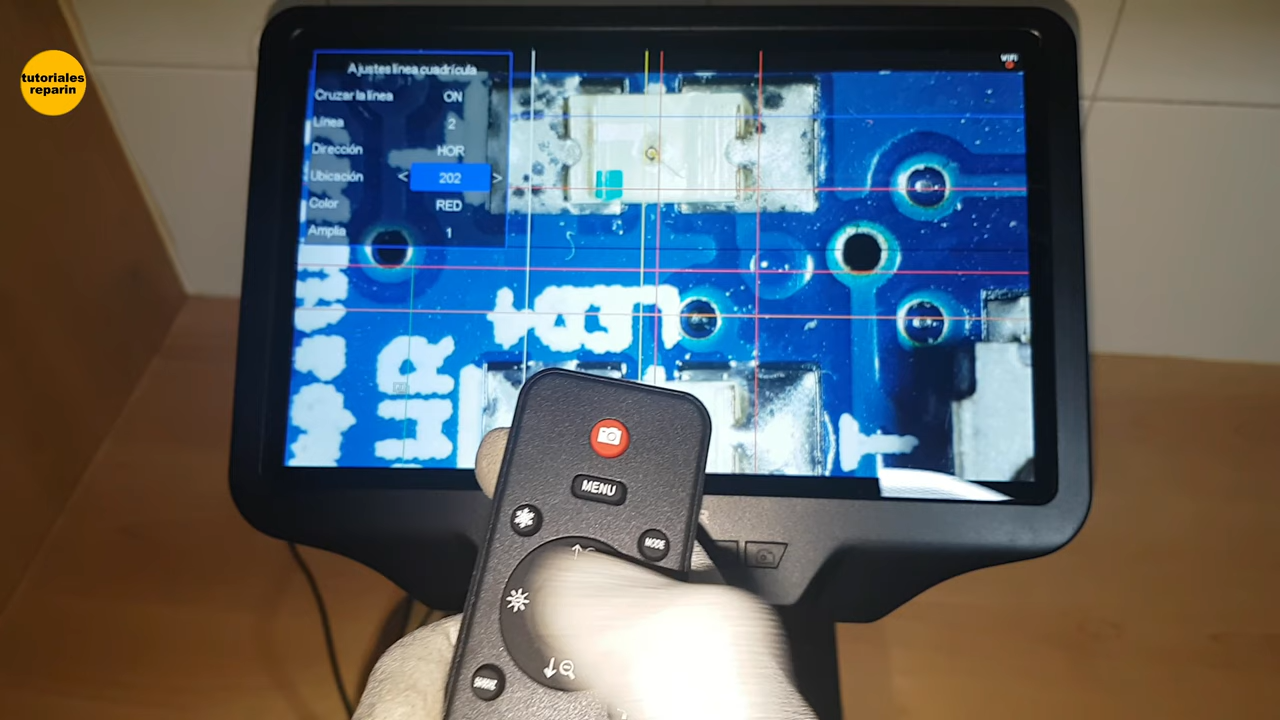 tutoriales
reparin
Ajustes línea cuadrícula
Cruzar la línea ON
Línea 2
Dirección HOR
Ubicación < 202 >
Color RED
Amplia 1
WIFI
LED1
T
MENU
MODE